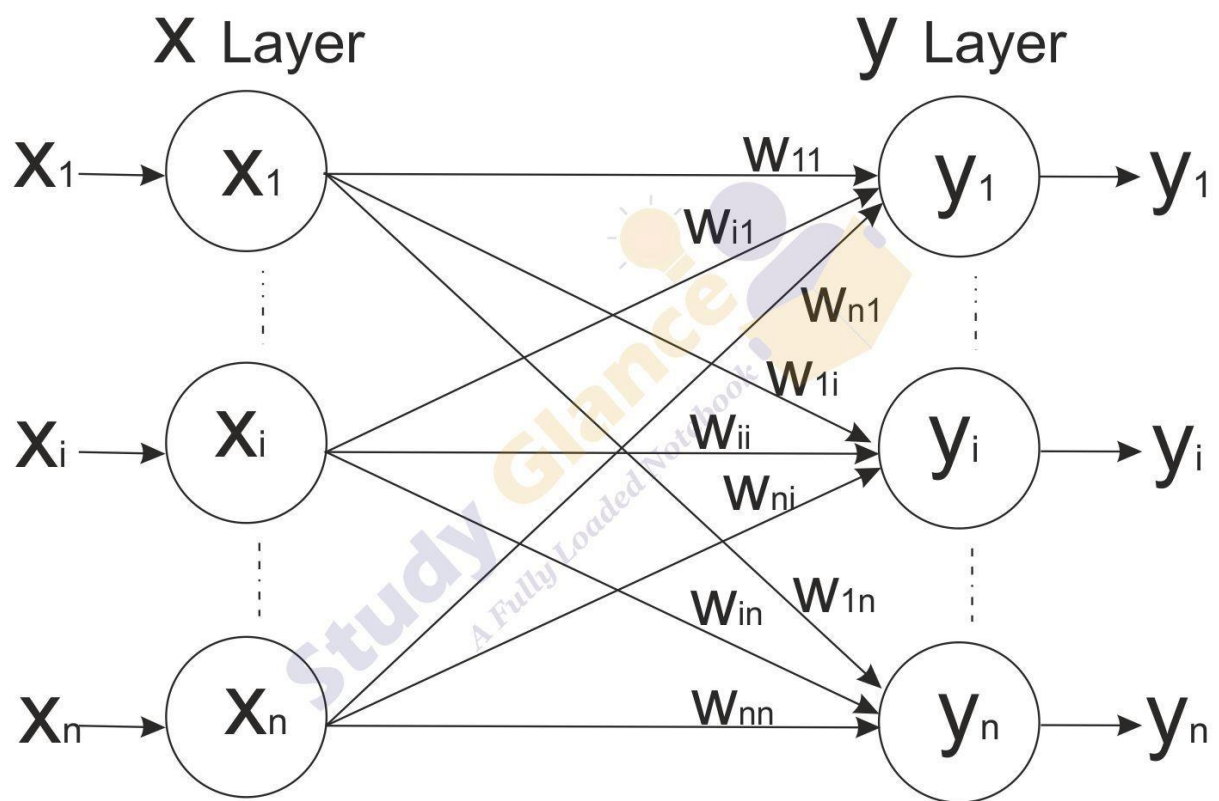 x Layer
y Layer
x1
x1
w11
y1
y1
wi1
wn1
w1i
xi
xi
wii
yi
yi
wni
win
w1n
xn
xn
wnn
yn
yn
Study Glance
A Fully Loaded Notebook